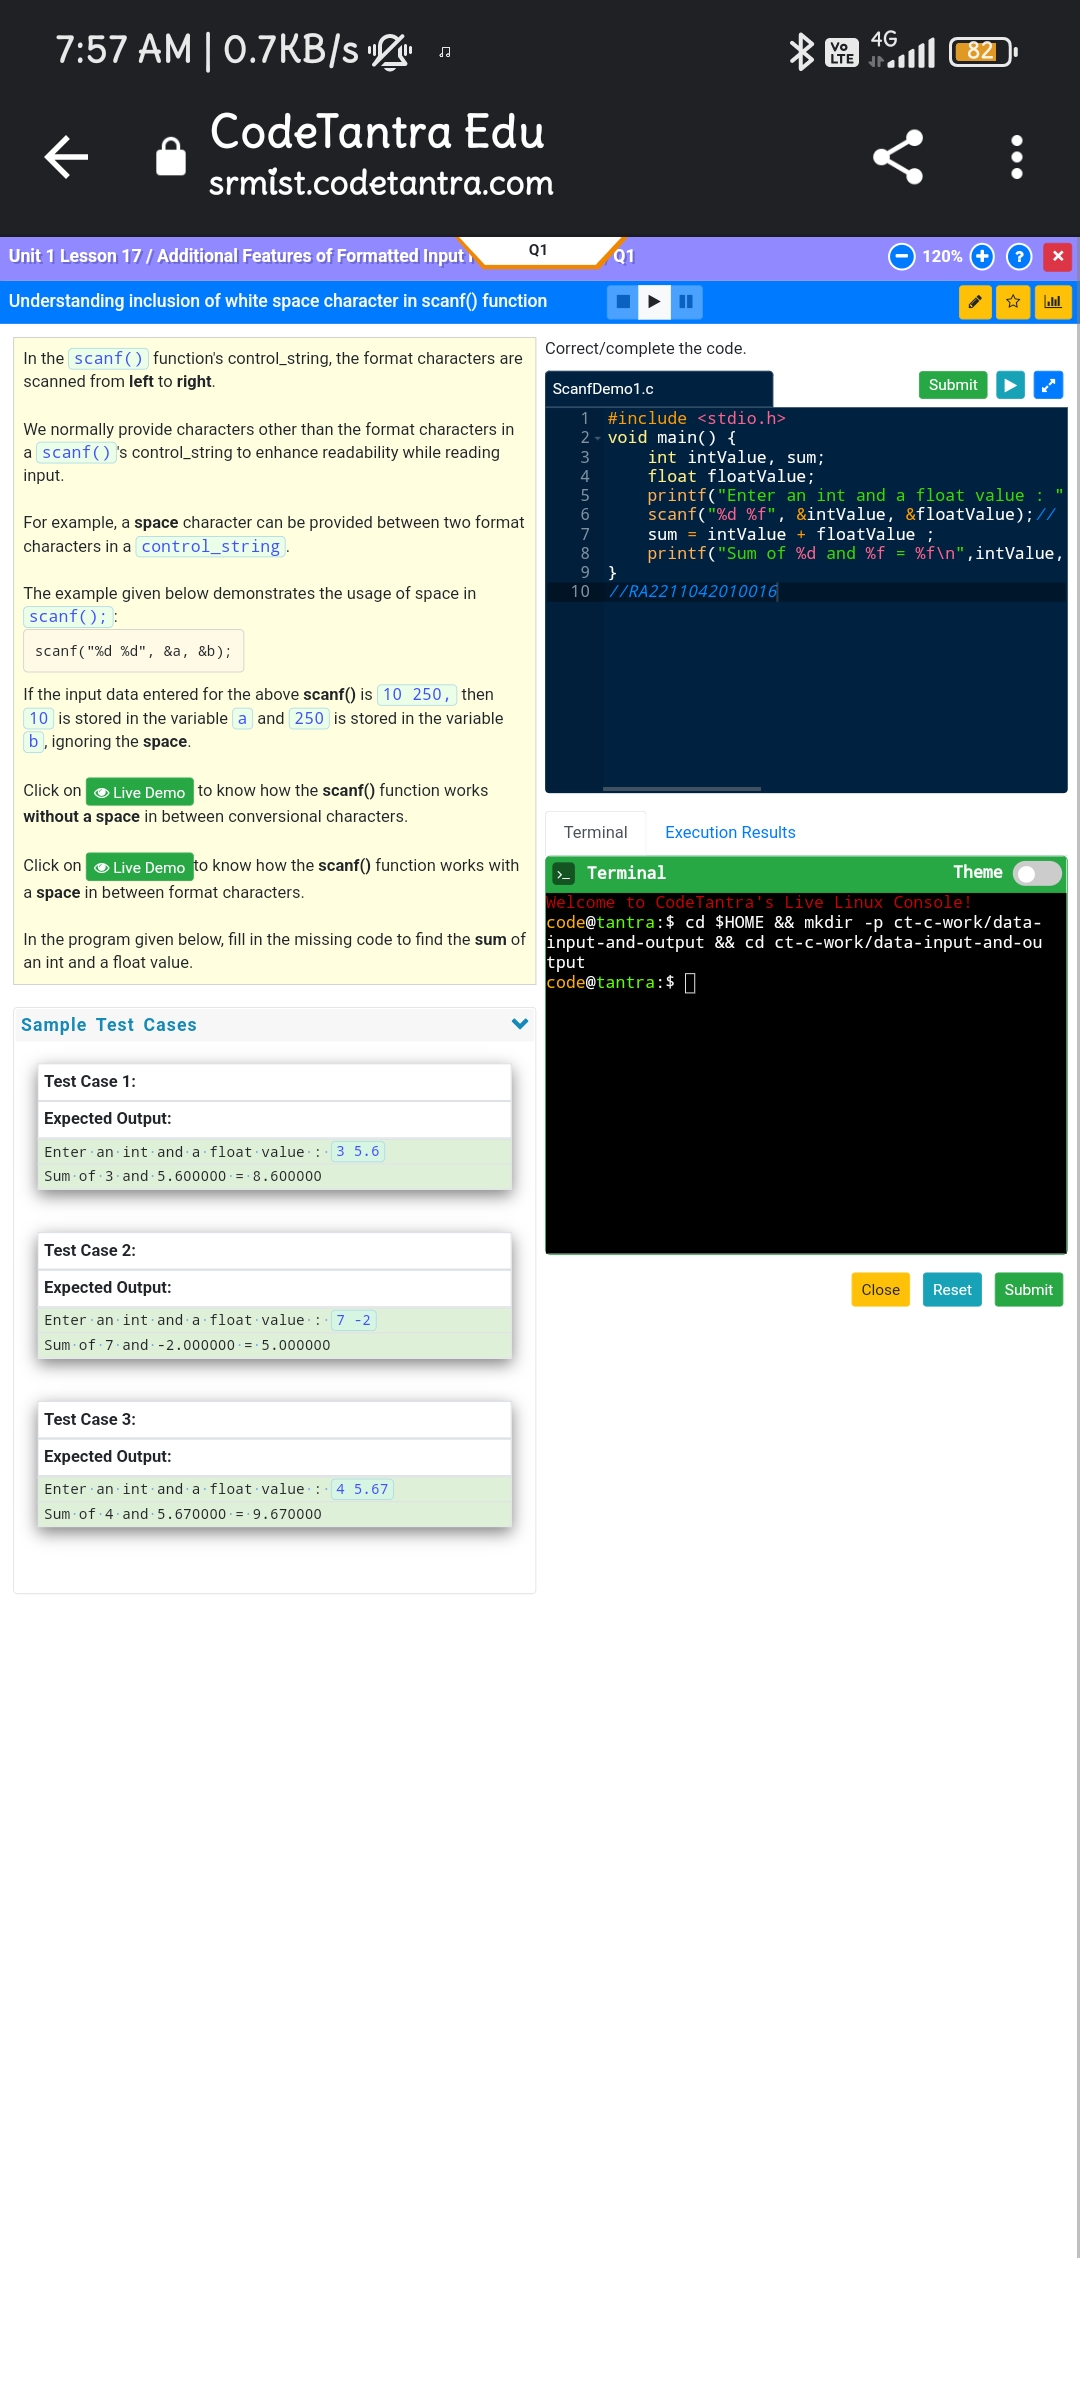 7:57 AM | 0.7KB/s
Vo LTE 4G 82
CodeTantra Edu
srmist.codetantra.com
Unit 1 Lesson 17 / Additional Features of Formatted Input
Q1
Q1
120%
?
Understanding inclusion of white space character in scanf() function
In the scanf() function's control_string, the format characters are
scanned from left to right.
We normally provide characters other than the format characters in
a scanf() 's control_string to enhance readability while reading
input.
For example, a space character can be provided between two format
characters in a control_string.
The example given below demonstrates the usage of space in
scanf(); :
scanf("%d %d", &a, &b);
If the input data entered for the above scanf() is 10 250, then
10 is stored in the variable a and 250 is stored in the variable
b, ignoring the space.
Click on Live Demo to know how the scanf() function works
without a space in between conversional characters.
Click on Live Demo to know how the scanf() function works with
a space in between format characters.
In the program given below, fill in the missing code to find the sum of
an int and a float value.
Sample Test Cases
Test Case 1:
Expected Output:
Enter·an·int·and·a·float·value·:· 3 5.6
Sum·of·3·and·5.600000·=·8.600000
Test Case 2:
Expected Output:
Enter·an·int·and·a·float·value·:· 7 -2
Sum·of·7·and·-2.000000·=·5.000000
Test Case 3:
Expected Output:
Enter·an·int·and·a·float·value·:· 4 5.67
Sum·of·4·and·5.670000·=·9.670000
Correct/complete the code.
ScanfDemo1.c
Submit
1 #include <stdio.h>
2 void main() {
3 int intValue, sum;
4 float floatValue;
5 printf("Enter an int and a float value : "
6 scanf("%d %f", &intValue, &floatValue);//
7 sum = intValue + floatValue ;
8 printf("Sum of %d and %f = %f\n",intValue,
9 }
10 //RA2211042010016
Terminal
Execution Results
>_ Terminal
Theme
Welcome to CodeTantra's Live Linux Console!
code@tantra:$ cd $HOME && mkdir -p ct-c-work/data-
input-and-output && cd ct-c-work/data-input-and-ou
tput
code@tantra:$
Close
Reset
Submit